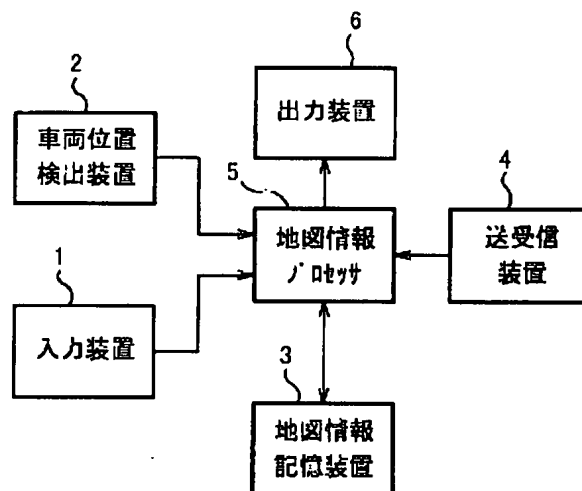 6
出力装置
2
車両位置
検出装置
5
地図情報
プロセッサ
4
送受信
装置
1
入力装置
3
地図情報
記憶装置